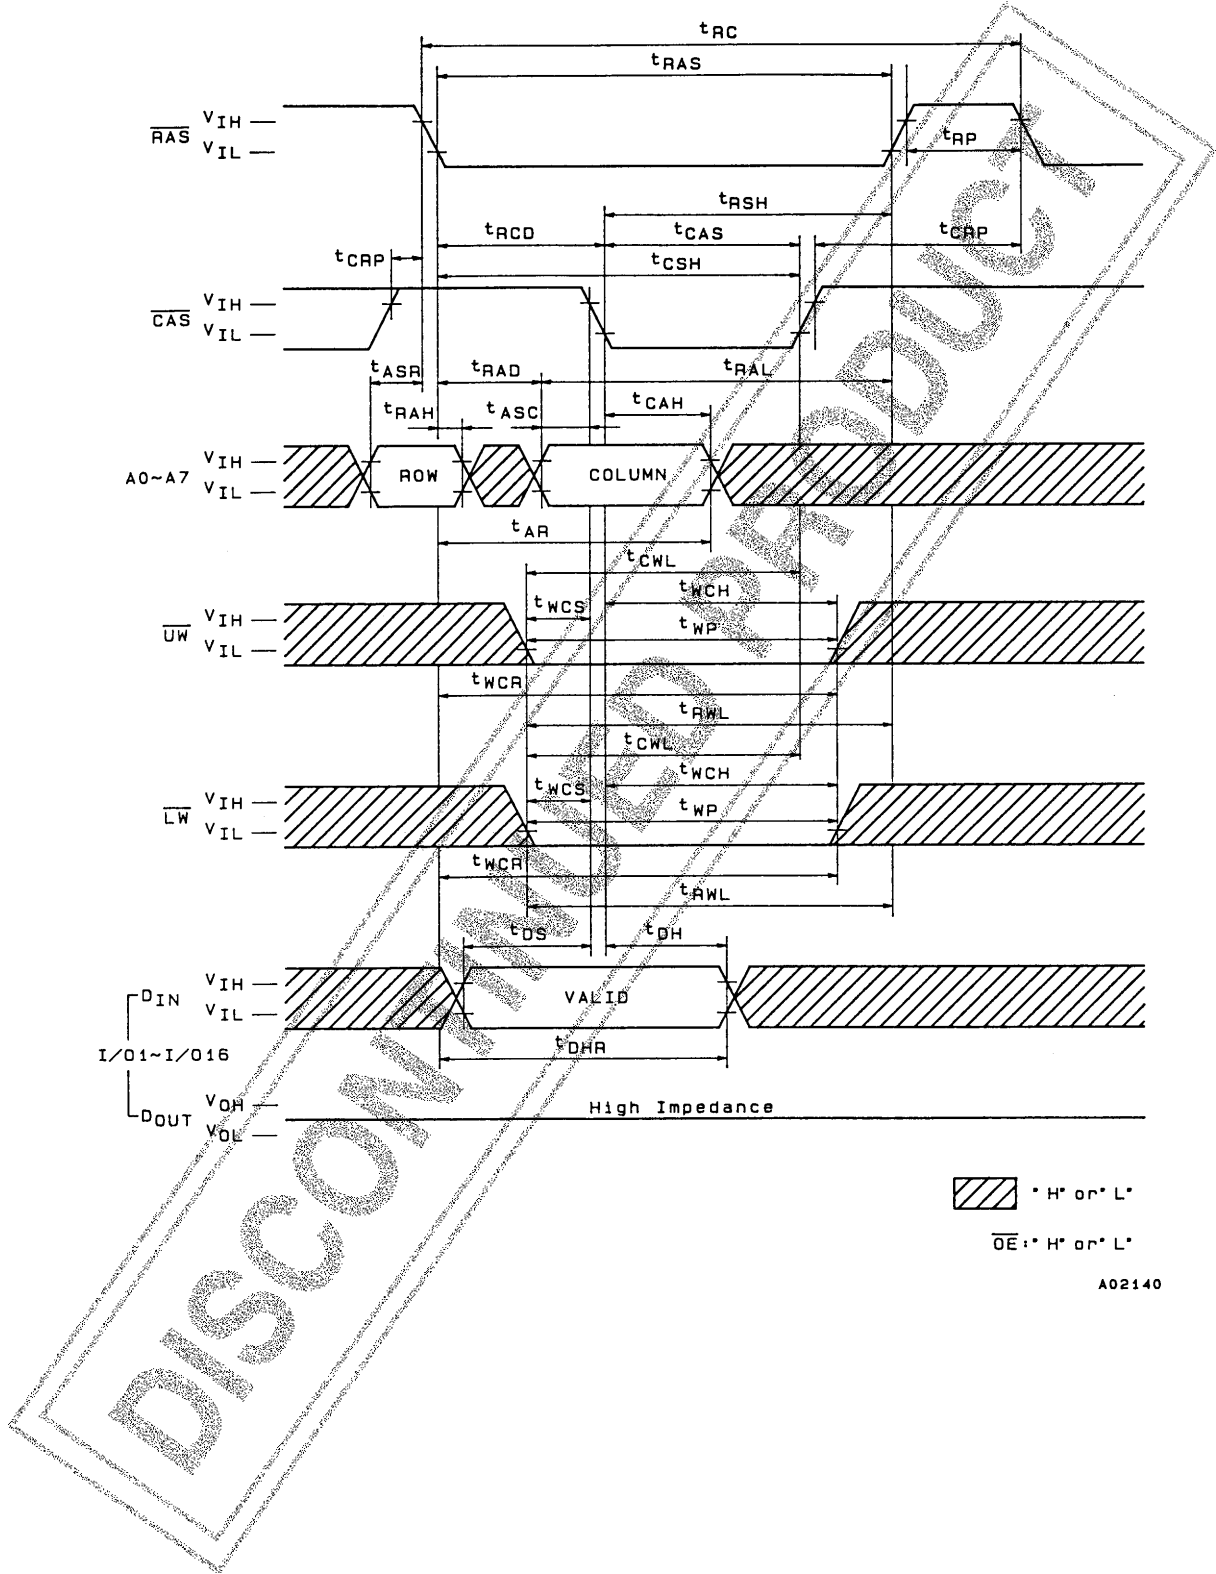 tRC
tRAS
RAS VIH VIL
tRP
tRSH
tRCD tCAS tCRP
tCRP tCSH
CAS VIH VIL
tASR tRAD tRAL
tRAH tASC tCAH
A0~A7 VIH VIL ROW COLUMN
tAR
tCWL
tWCS tWCH
UW VIH VIL tWP
tWCR
tRWL
tCWL
tWCS tWCH
LW VIH VIL tWP
tWCR
tRWL
tDS tDH
DIN VIH VIL VALID
I/O1~I/O16 tDHR
DOUT VOH VOL High Impedance
"H" or "L"
OE: "H" or "L"
A02140
DISCONTINUED PRODUCT